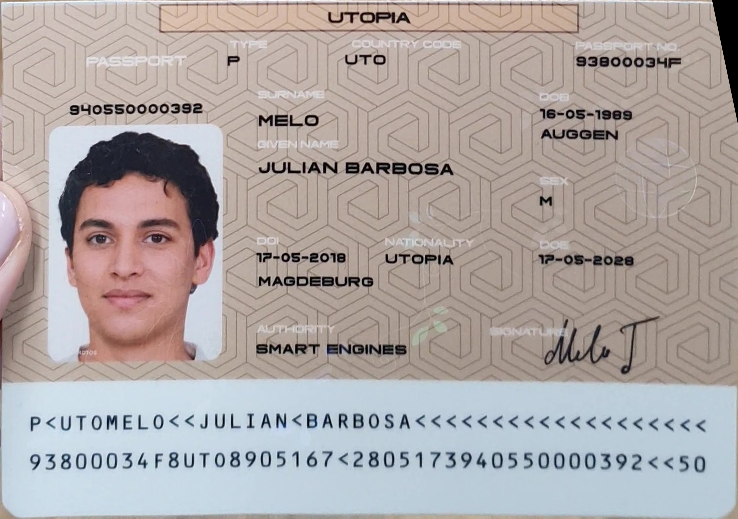 UTOPIA
TYPE COUNTRY CODE PASSPORT NO.
PASSPORT P UTO 93800034F
940550000392
SURNAME DOB
MELO 16-05-1989
AUGGEN
GIVEN NAME
JULIAN BARBOSA
SEX
M
DOI NATIONALITY DOE
17-05-2018 UTOPIA 17-05-2028
MAGDEBURG
AUTHORITY SIGNATURE
SMART ENGINES Melo J
P<UTOMELO<<JULIAN<BARBOSA<<<<<<<<<<<<<<<<<<<
93800034F8UTO8905167<2805173940550000392<<50